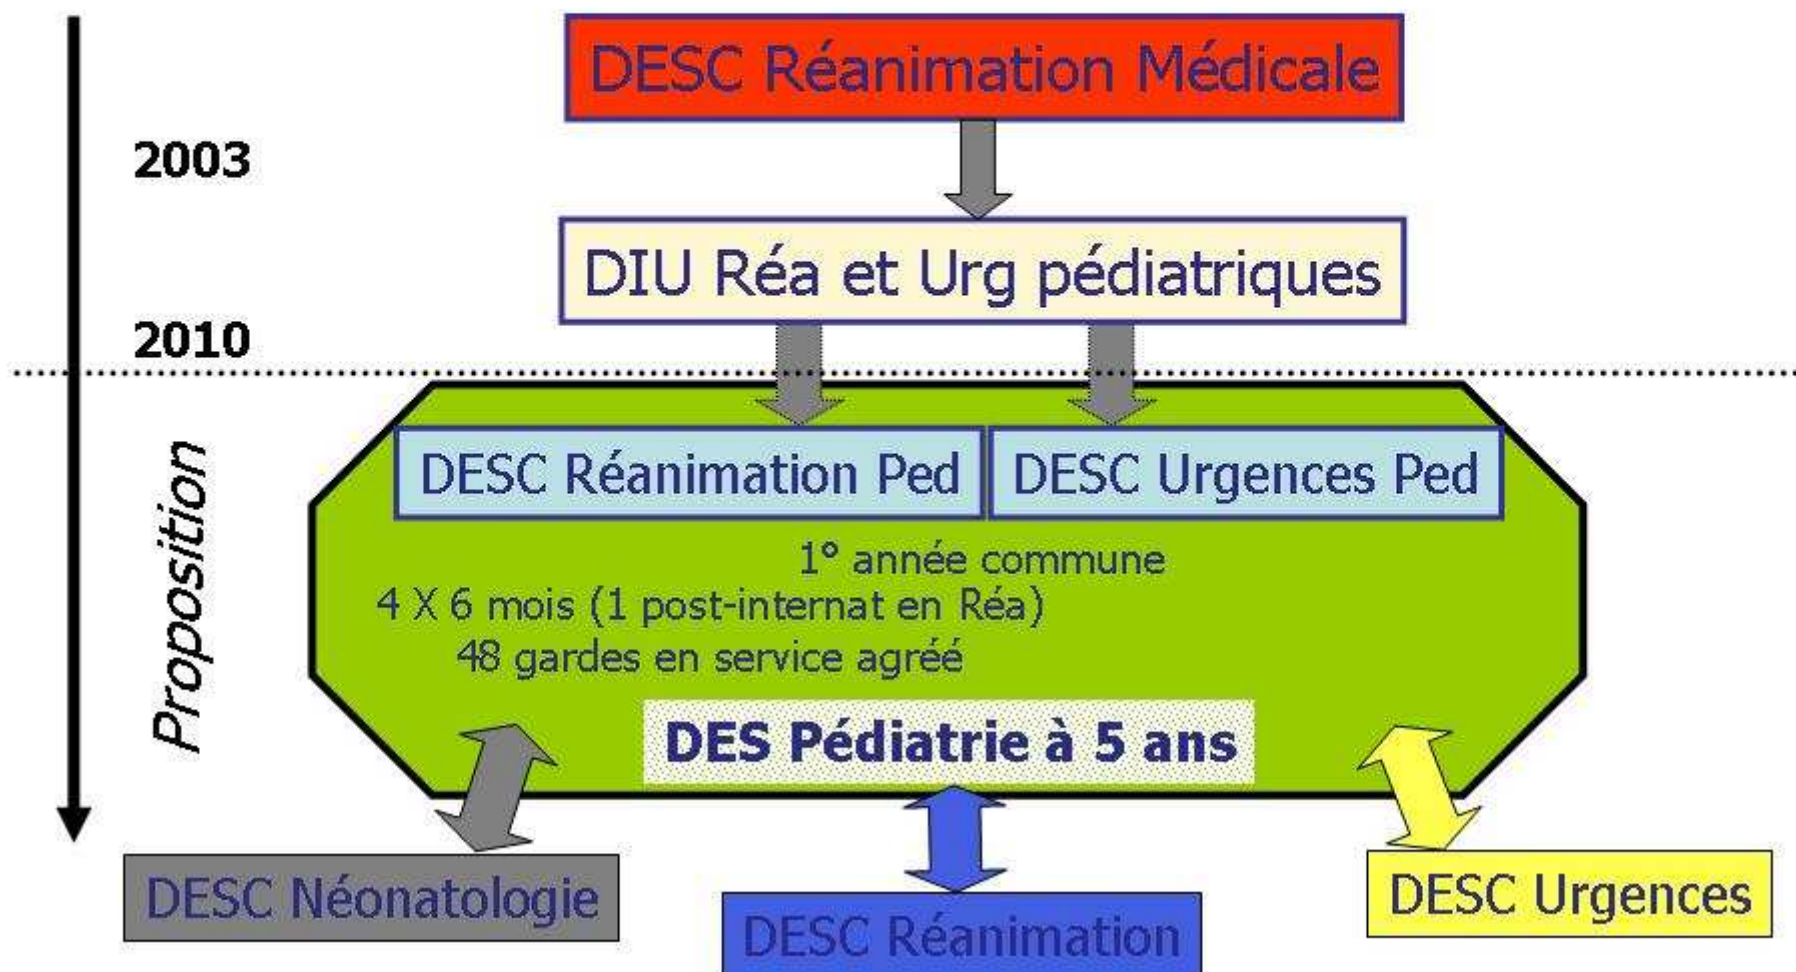 DESC Réanimation Médicale
2003
DIU Réa et Urg pédiatriques
2010
Proposition
DESC Réanimation Ped
DESC Urgences Ped
1° année commune
4 X 6 mois (1 post-internat en Réa)
48 gardes en service agréé
DES Pédiatrie à 5 ans
DESC Néonatologie
DESC Réanimation
DESC Urgences